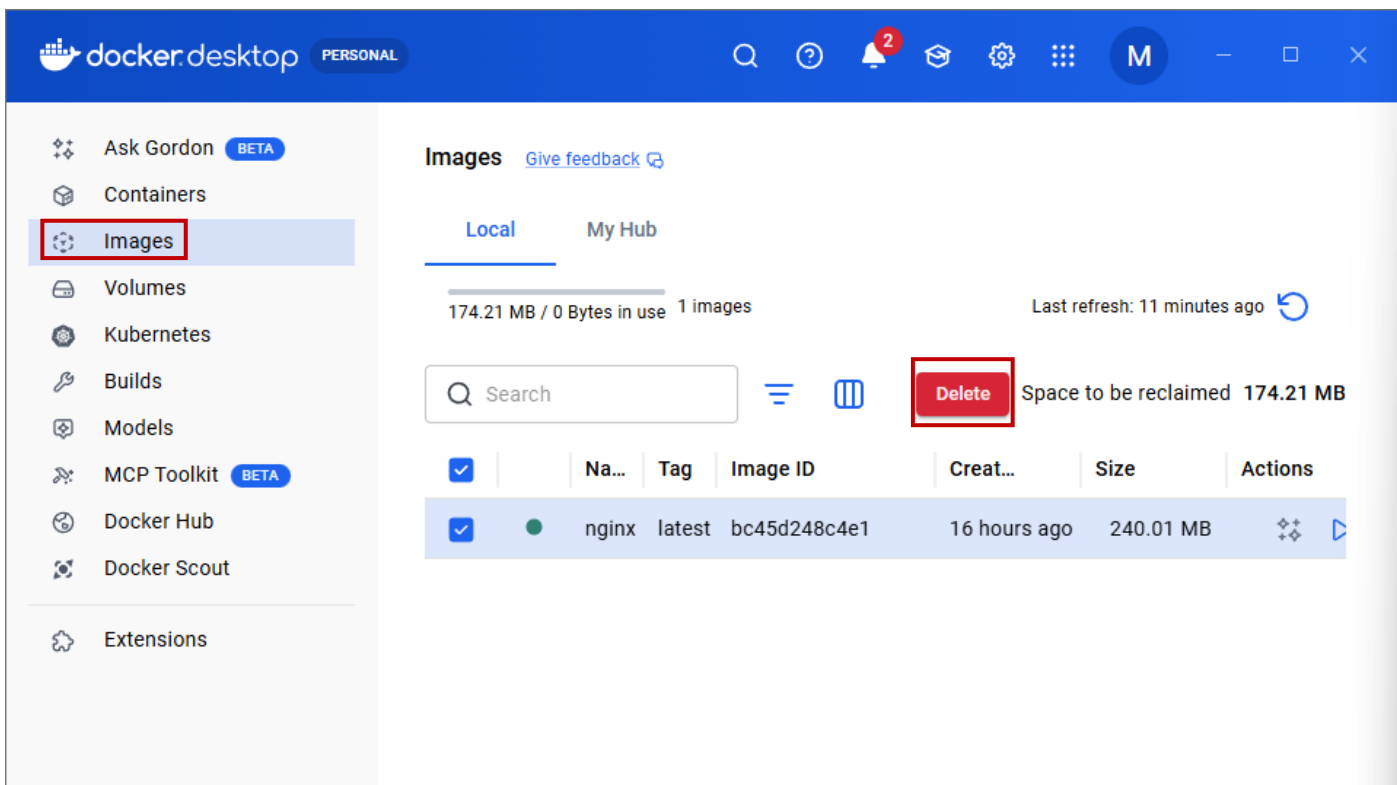 docker.desktop PERSONAL 2 M
Ask Gordon BETA
Containers
Images
Volumes
Kubernetes
Builds
Models
MCP Toolkit BETA
Docker Hub
Docker Scout
Extensions
Images Give feedback
Local My Hub
174.21 MB / 0 Bytes in use 1 images Last refresh: 11 minutes ago
Search Delete Space to be reclaimed 174.21 MB
Na... Tag Image ID Creat... Size Actions
nginx latest bc45d248c4e1 16 hours ago 240.01 MB